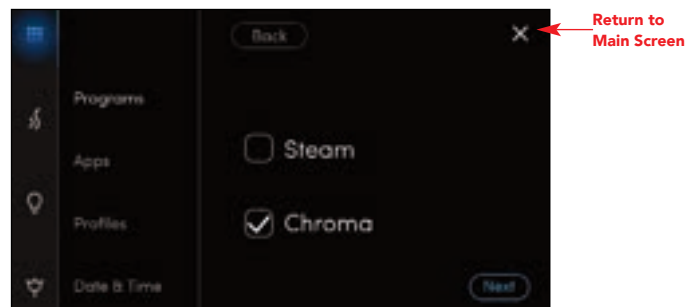 Back
Return to
Main Screen
Programs
Steam
Apps
Chroma
Profiles
Date & Time
Next